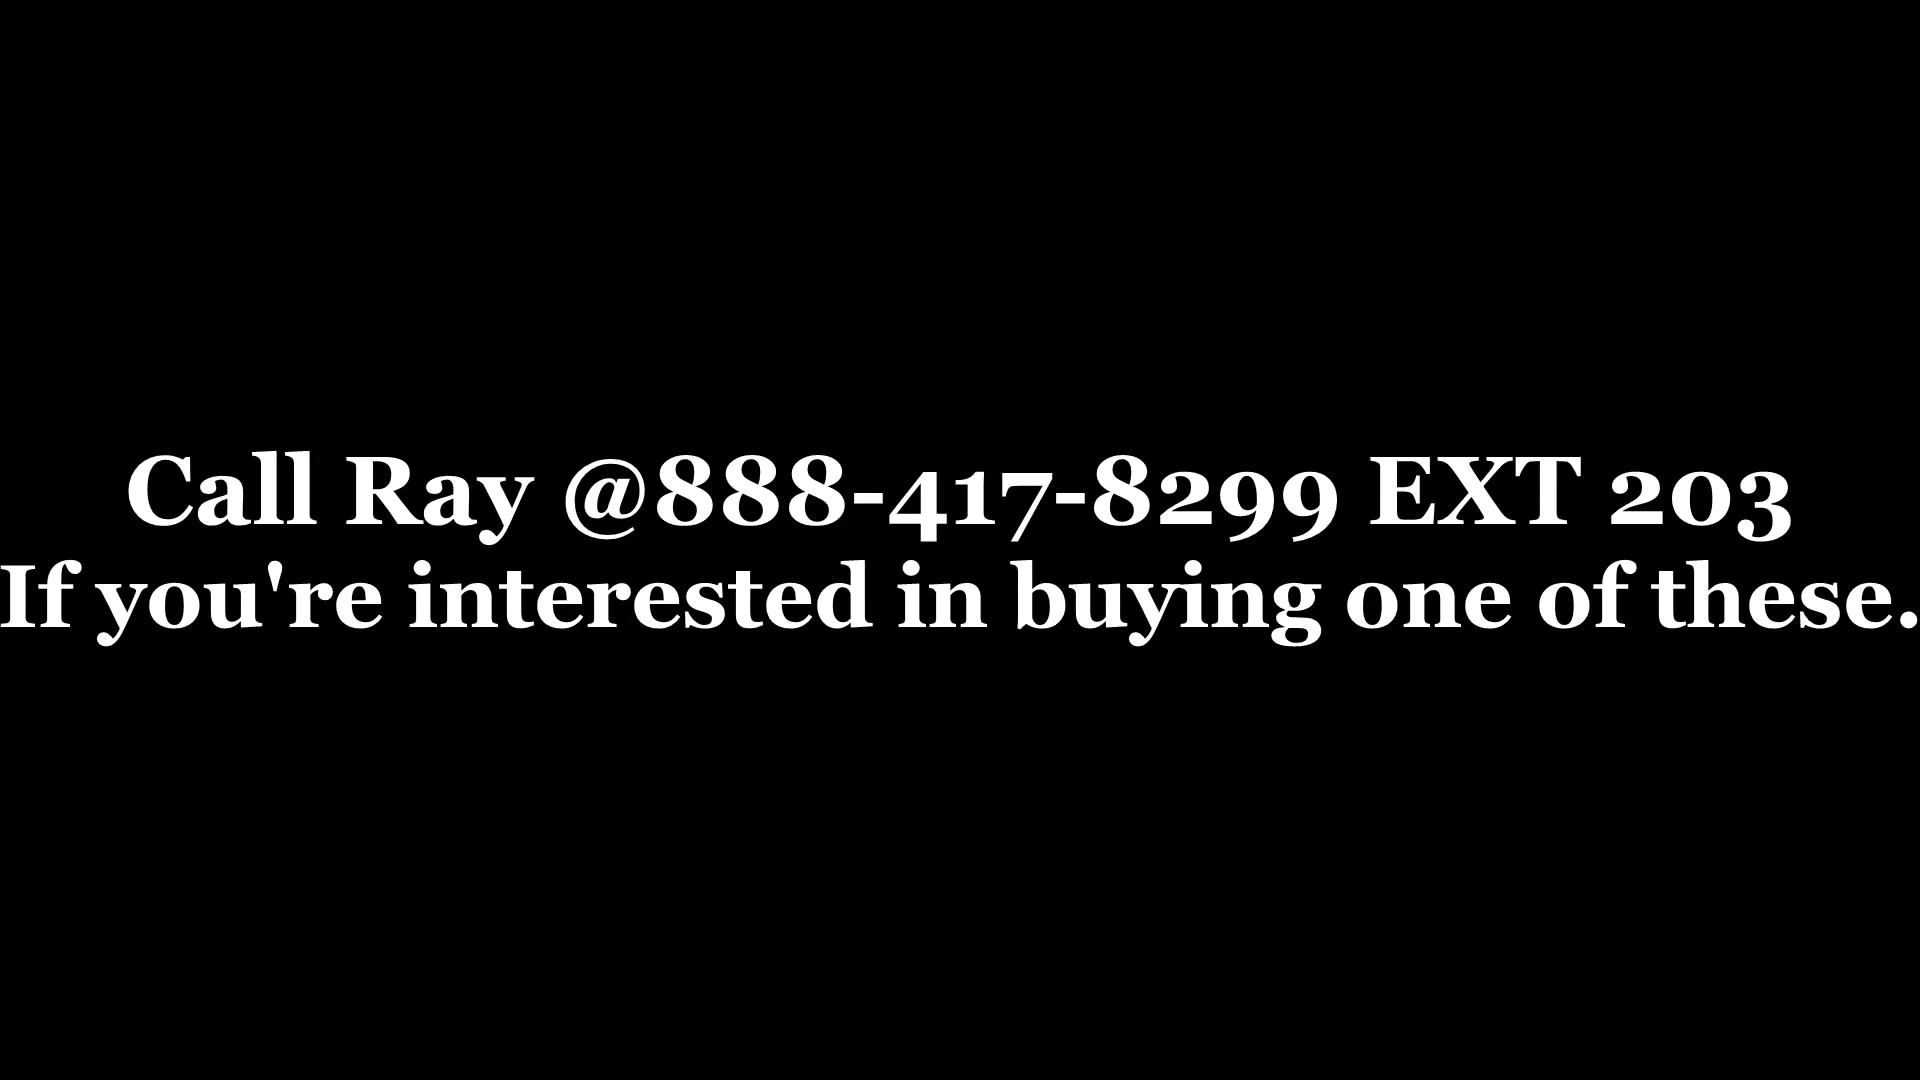 Call Ray @888-417-8299 EXT 203
If you're interested in buying one of these.